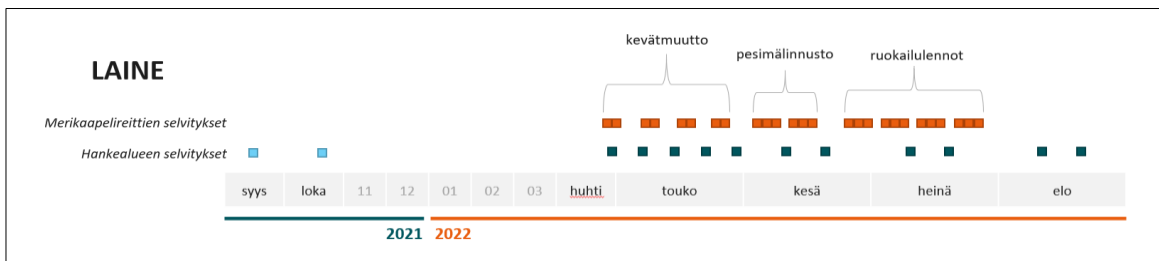 kevätmuutto
pesimälinnusto
ruokailulennot
LAINE
Merikaapelireittien selvitykset
Hankealueen selvitykset
syys loka 11 12 01 02 03 huhti touko kesä heinä elo
2021 2022